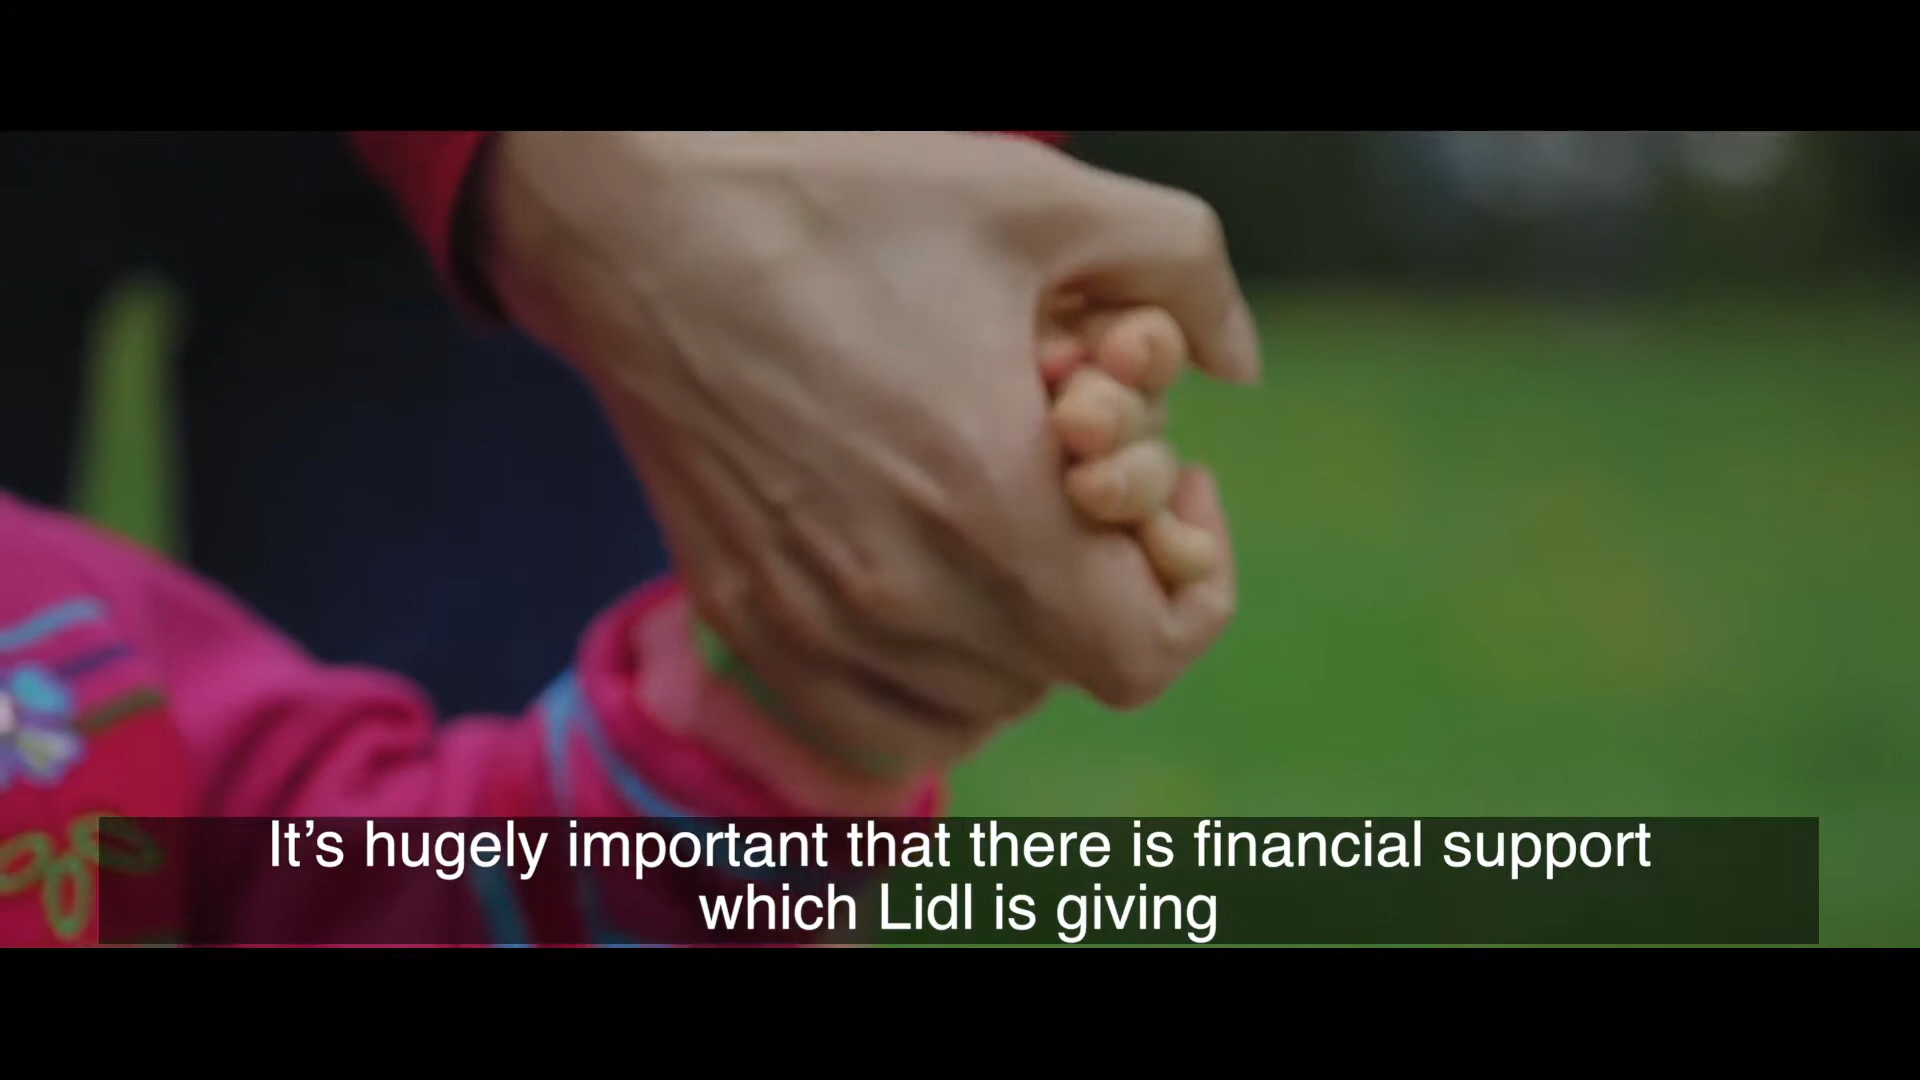 It’s hugely important that there is financial support
which Lidl is giving